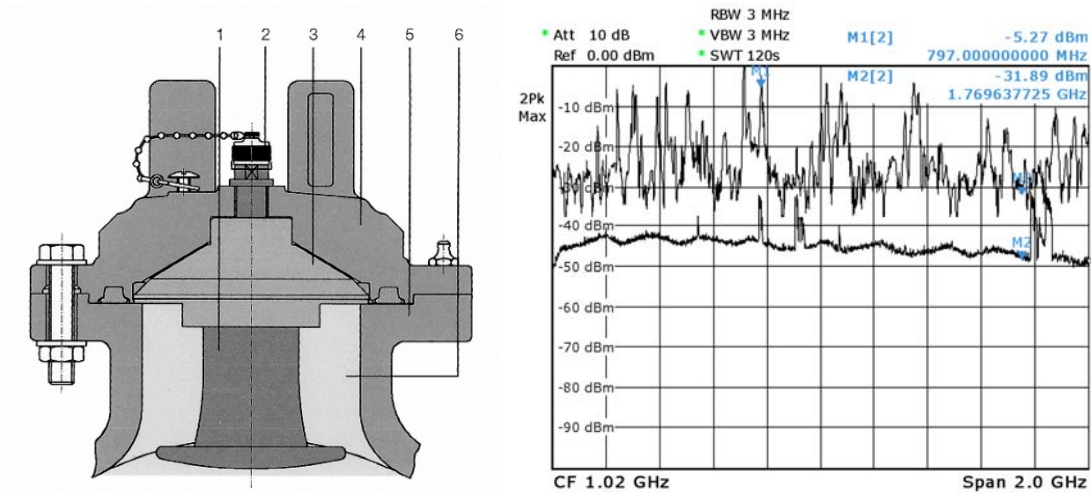 1 2 3 4 5 6
RBW 3 MHz
* Att 10 dB * VBW 3 MHz M1[2] -5.27 dBm
Ref 0.00 dBm * SWT 120s 797.000000000 MHz
M1 M2[2] -31.89 dBm
1.769637725 GHz
2Pk
Max
-10 dBm
-20 dBm
-30 dBm
-40 dBm
M2
-50 dBm
-60 dBm
-70 dBm
-80 dBm
-90 dBm
CF 1.02 GHz Span 2.0 GHz